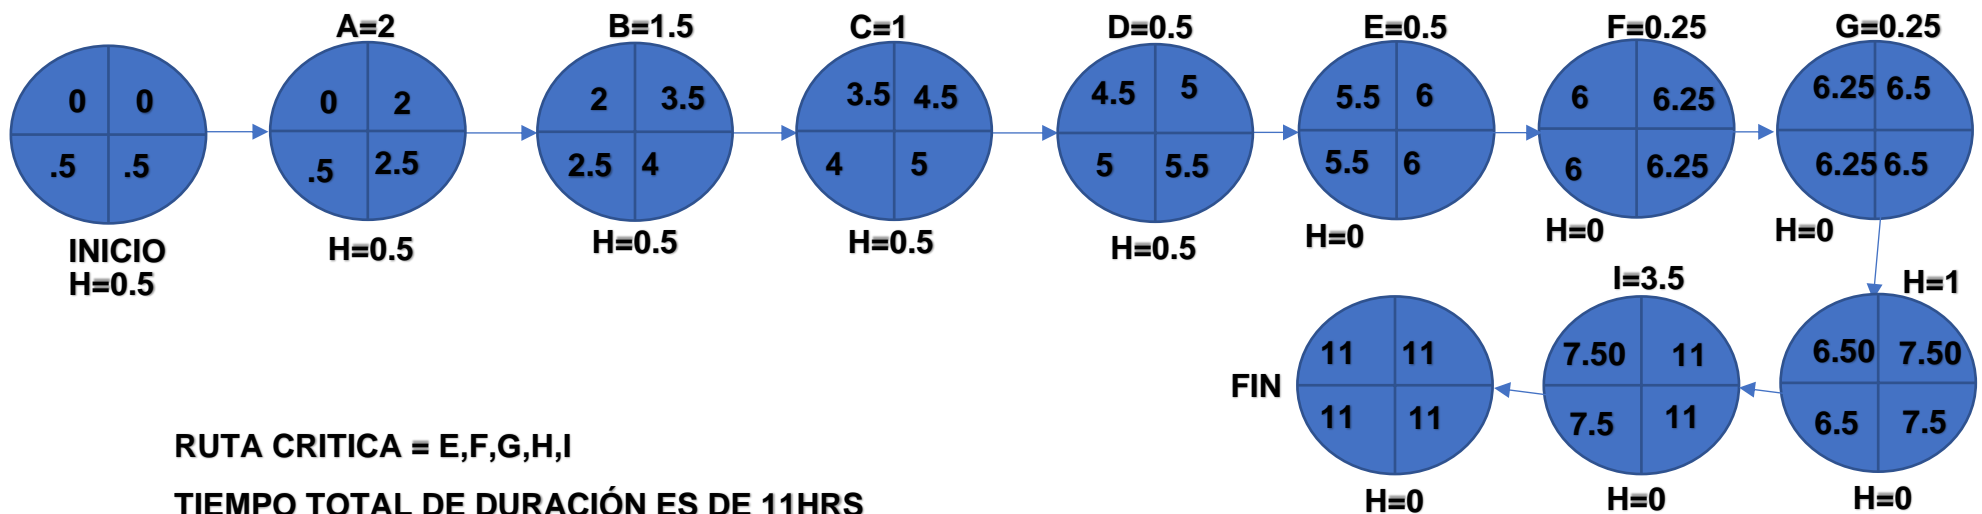 A=2 B=1.5 C=1 D=0.5 E=0.5 F=0.25 G=0.25
0 0 0 2 2 3.5 3.5 4.5 4.5 5 5.5 6 6 6.25 6.25 6.5
.5 .5 .5 2.5 2.5 4 4 5 5 5.5 5.5 6 6 6.25 6.25 6.5
INICIO H=0.5 H=0.5 H=0.5 H=0.5 H=0 H=0 H=0
H=0.5
I=3.5 H=1
11 11 7.50 11 6.50 7.50
FIN
11 11 7.5 11 6.5 7.5
H=0 H=0 H=0
RUTA CRITICA = E,F,G,H,I
TIEMPO TOTAL DE DURACIÓN ES DE 11HRS